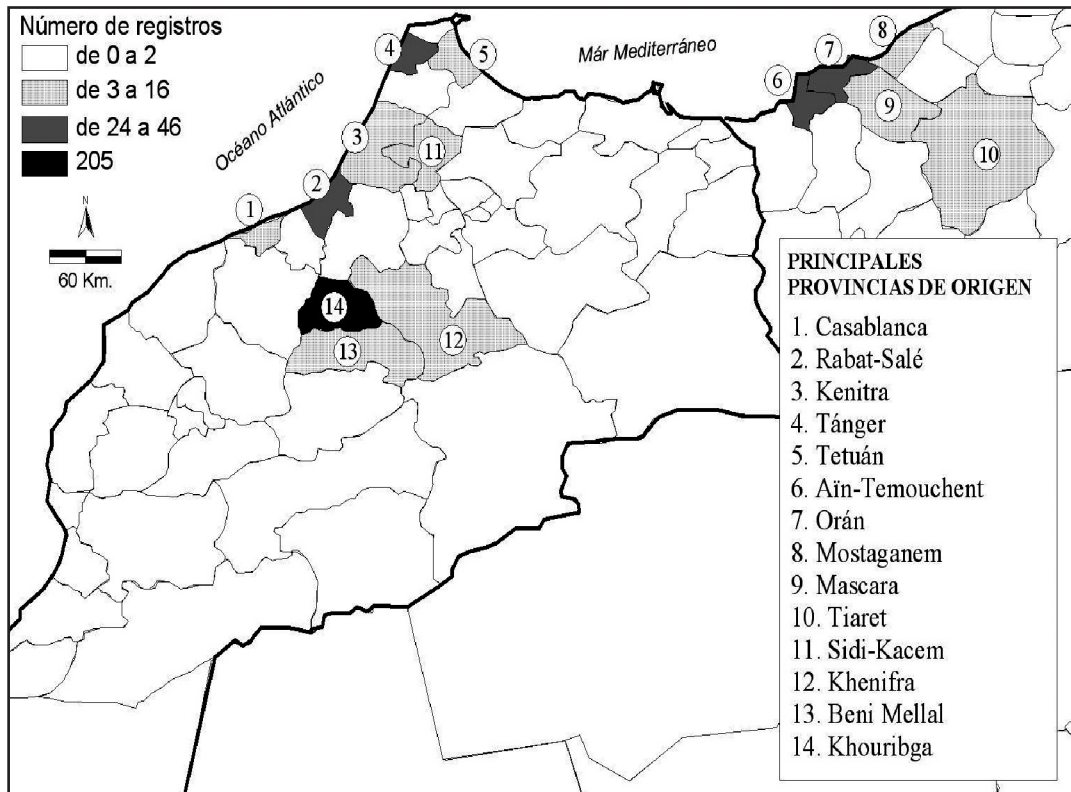 Número de registros
de 0 a 2
de 3 a 16
de 24 a 46
205
N
60 Km.
Océano Atlántico
Már Mediterráneo
4
5
3
11
2
1
14
13
12
6
7
8
9
10
PRINCIPALES
PROVINCIAS DE ORIGEN
1. Casablanca
2. Rabat-Salé
3. Kenitra
4. Tánger
5. Tetuán
6. Aïn-Temouchent
7. Orán
8. Mostaganem
9. Mascara
10. Tiaret
11. Sidi-Kacem
12. Khenifra
13. Beni Mellal
14. Khouribga